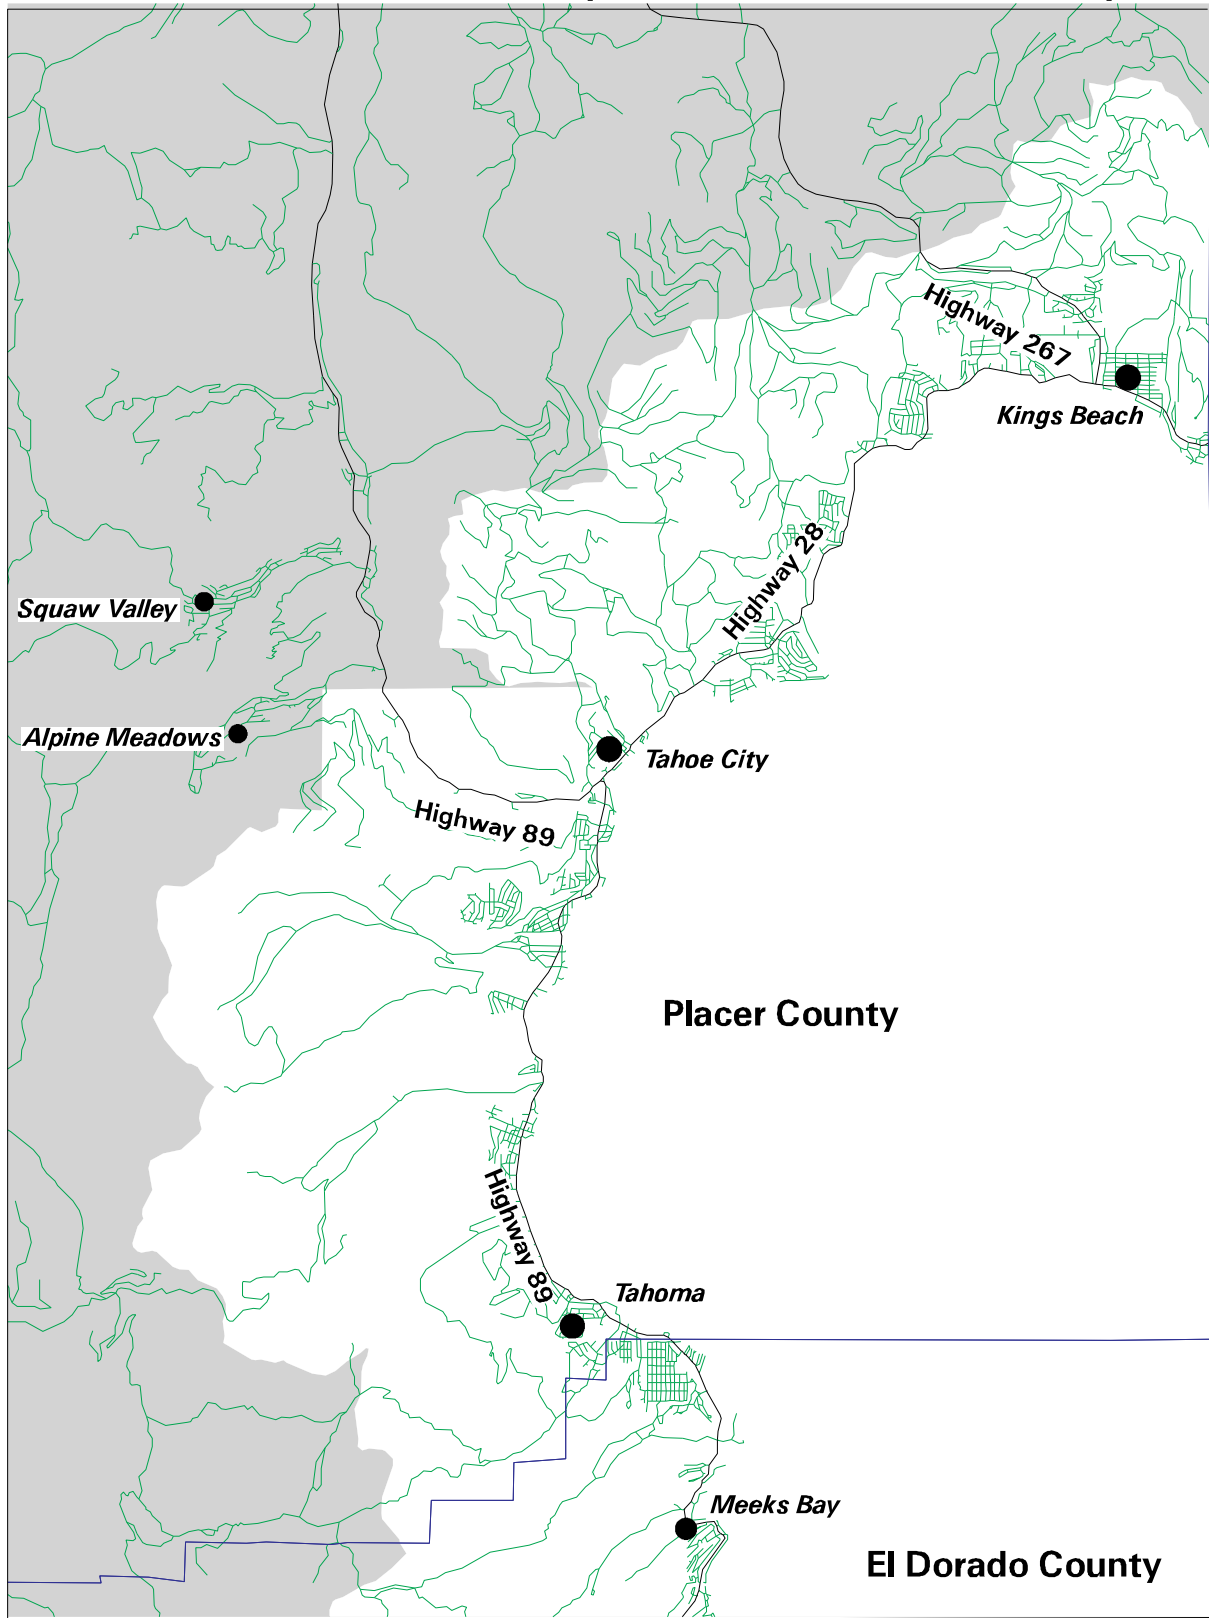 Highway 267
Kings Beach
Highway 28
Squaw Valley
Alpine Meadows
Tahoe City
Highway 89
Placer County
Highway 89
Tahoma
Meeks Bay
El Dorado County